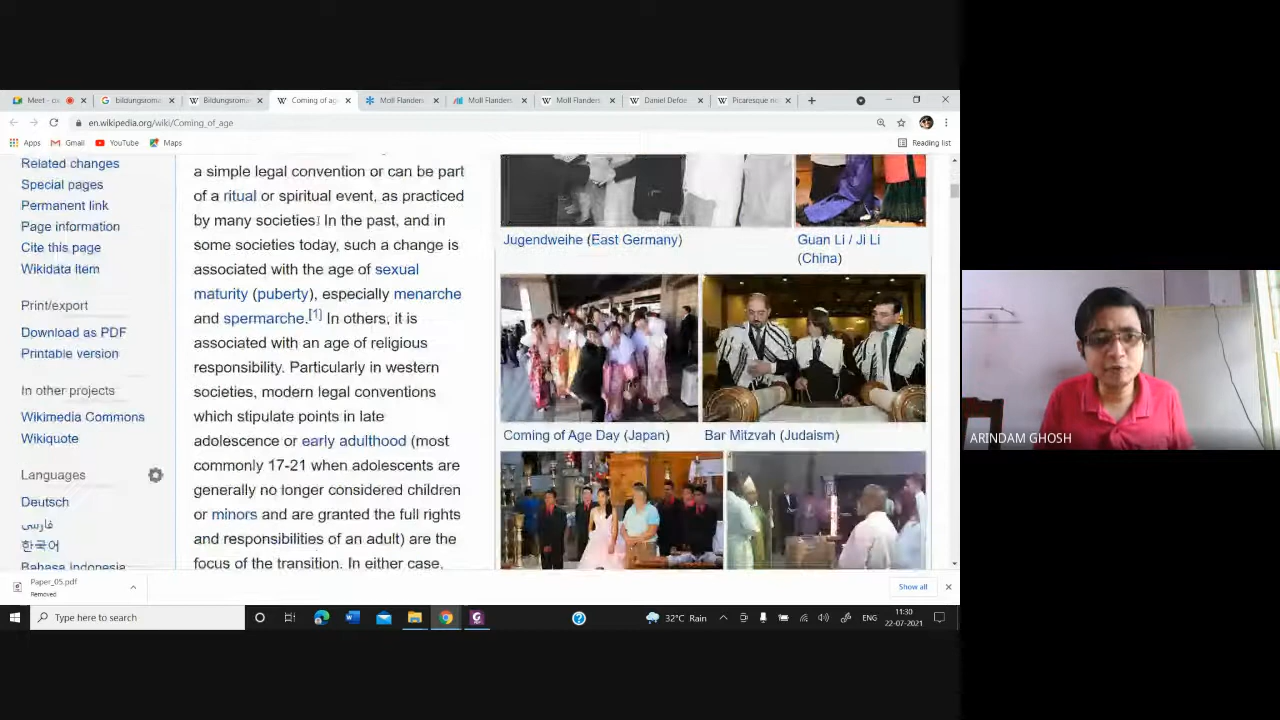 Meet - ox
bildungsroma
Bildungsroma
Coming of age
Moll Flanders
Moll Flanders
Moll Flanders
Daniel Defoe
Picaresque no
en.wikipedia.org/wiki/Coming_of_age
Apps
Gmail
YouTube
Maps
Reading list
Related changes
Special pages
Permanent link
Page information
Cite this page
Wikidata item
Print/export
Download as PDF
Printable version
In other projects
Wikimedia Commons
Wikiquote
Languages
Deutsch
فارسی
한국어
Bahasa Indonesia
a simple legal convention or can be part
of a ritual or spiritual event, as practiced
by many societies. In the past, and in
some societies today, such a change is
associated with the age of sexual
maturity (puberty), especially menarche
and spermarche.[1] In others, it is
associated with an age of religious
responsibility. Particularly in western
societies, modern legal conventions
which stipulate points in late
adolescence or early adulthood (most
commonly 17-21 when adolescents are
generally no longer considered children
or minors and are granted the full rights
and responsibilities of an adult) are the
focus of the transition. In either case,
Jugendweihe (East Germany)
Guan Li / Ji Li
(China)
Coming of Age Day (Japan)
Bar Mitzvah (Judaism)
ARINDAM GHOSH
Paper_05.pdf
Removed
Show all
Type here to search
32°C Rain
ENG
11:30
22-07-2021